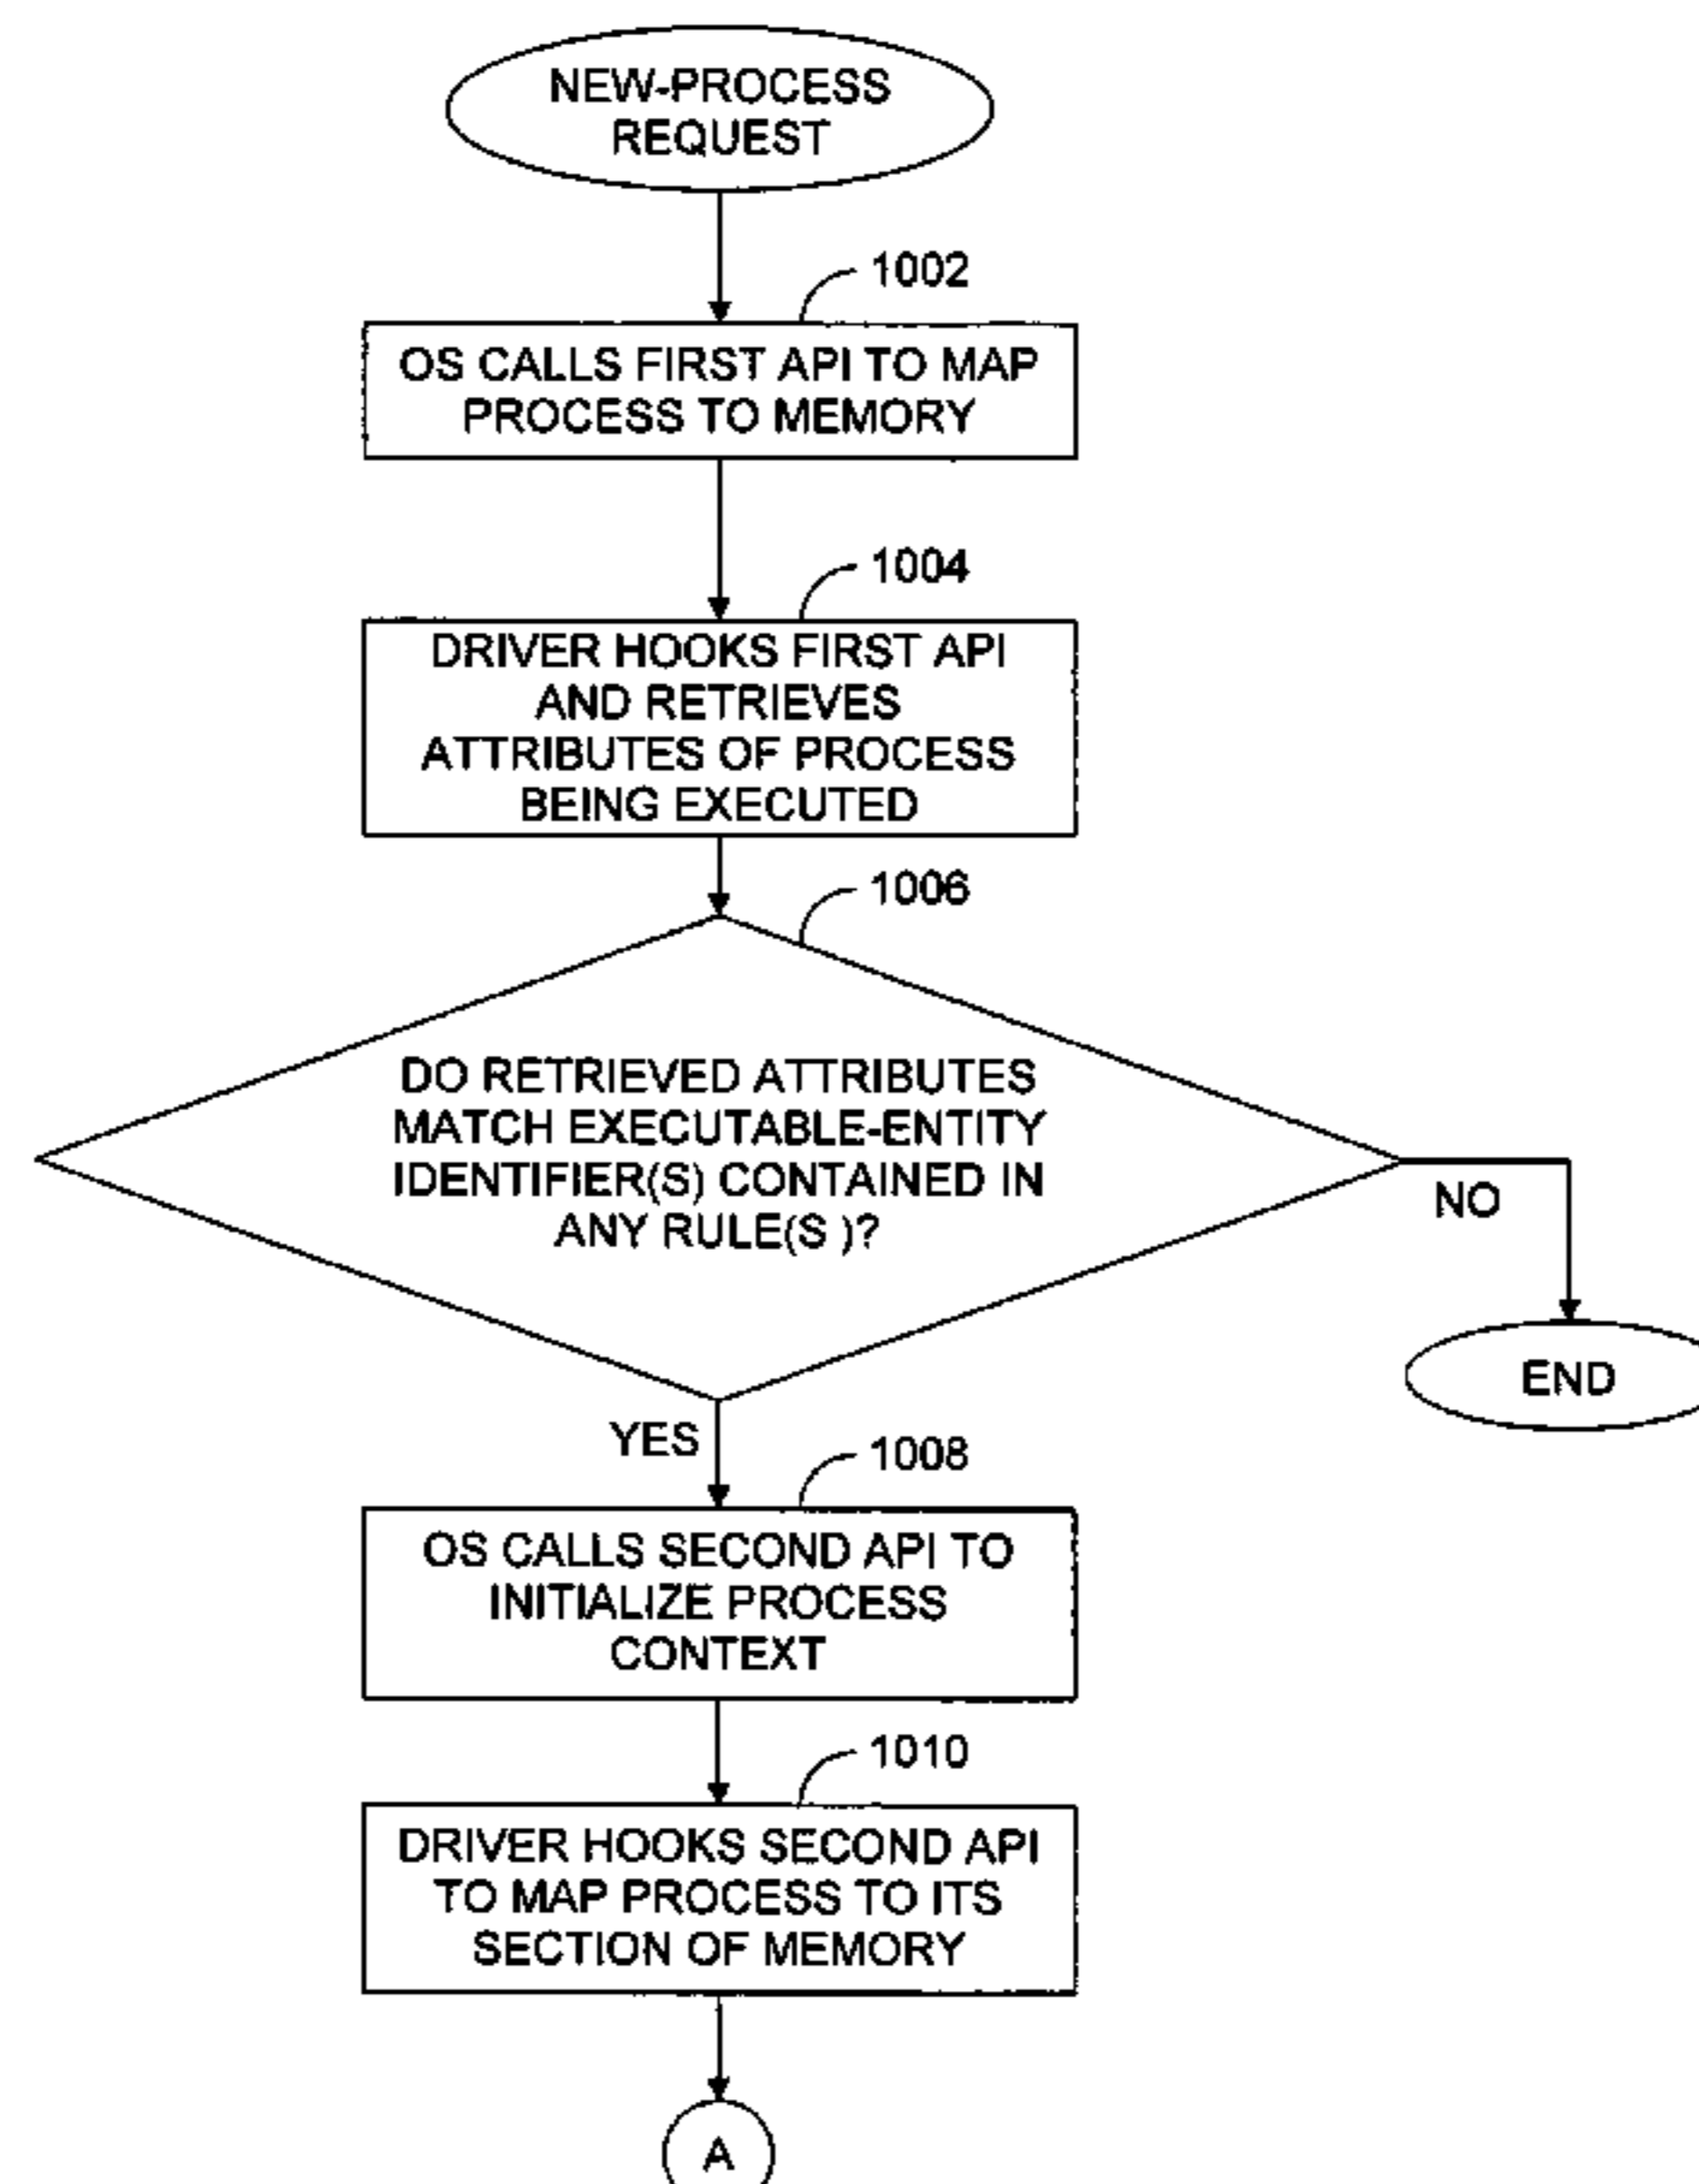 NEW-PROCESS
REQUEST
1002
OS CALLS FIRST API TO MAP
PROCESS TO MEMORY
1004
DRIVER HOOKS FIRST API
AND RETRIEVES
ATTRIBUTES OF PROCESS
BEING EXECUTED
1006
DO RETRIEVED ATTRIBUTES
MATCH EXECUTABLE-ENTITY
IDENTIFIER(S) CONTAINED IN
ANY RULE(S )?
NO
END
YES
1008
OS CALLS SECOND API TO
INITIALIZE PROCESS
CONTEXT
1010
DRIVER HOOKS SECOND API
TO MAP PROCESS TO ITS
SECTION OF MEMORY
A